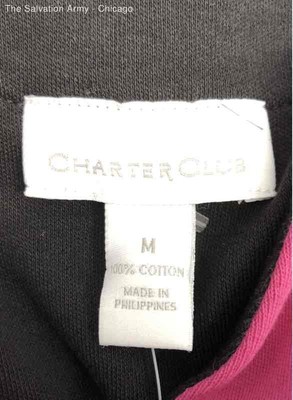 The Salvation Army - Chicago
CHARTER CLUB
M
100% COTTON
MADE IN
PHILIPPINES